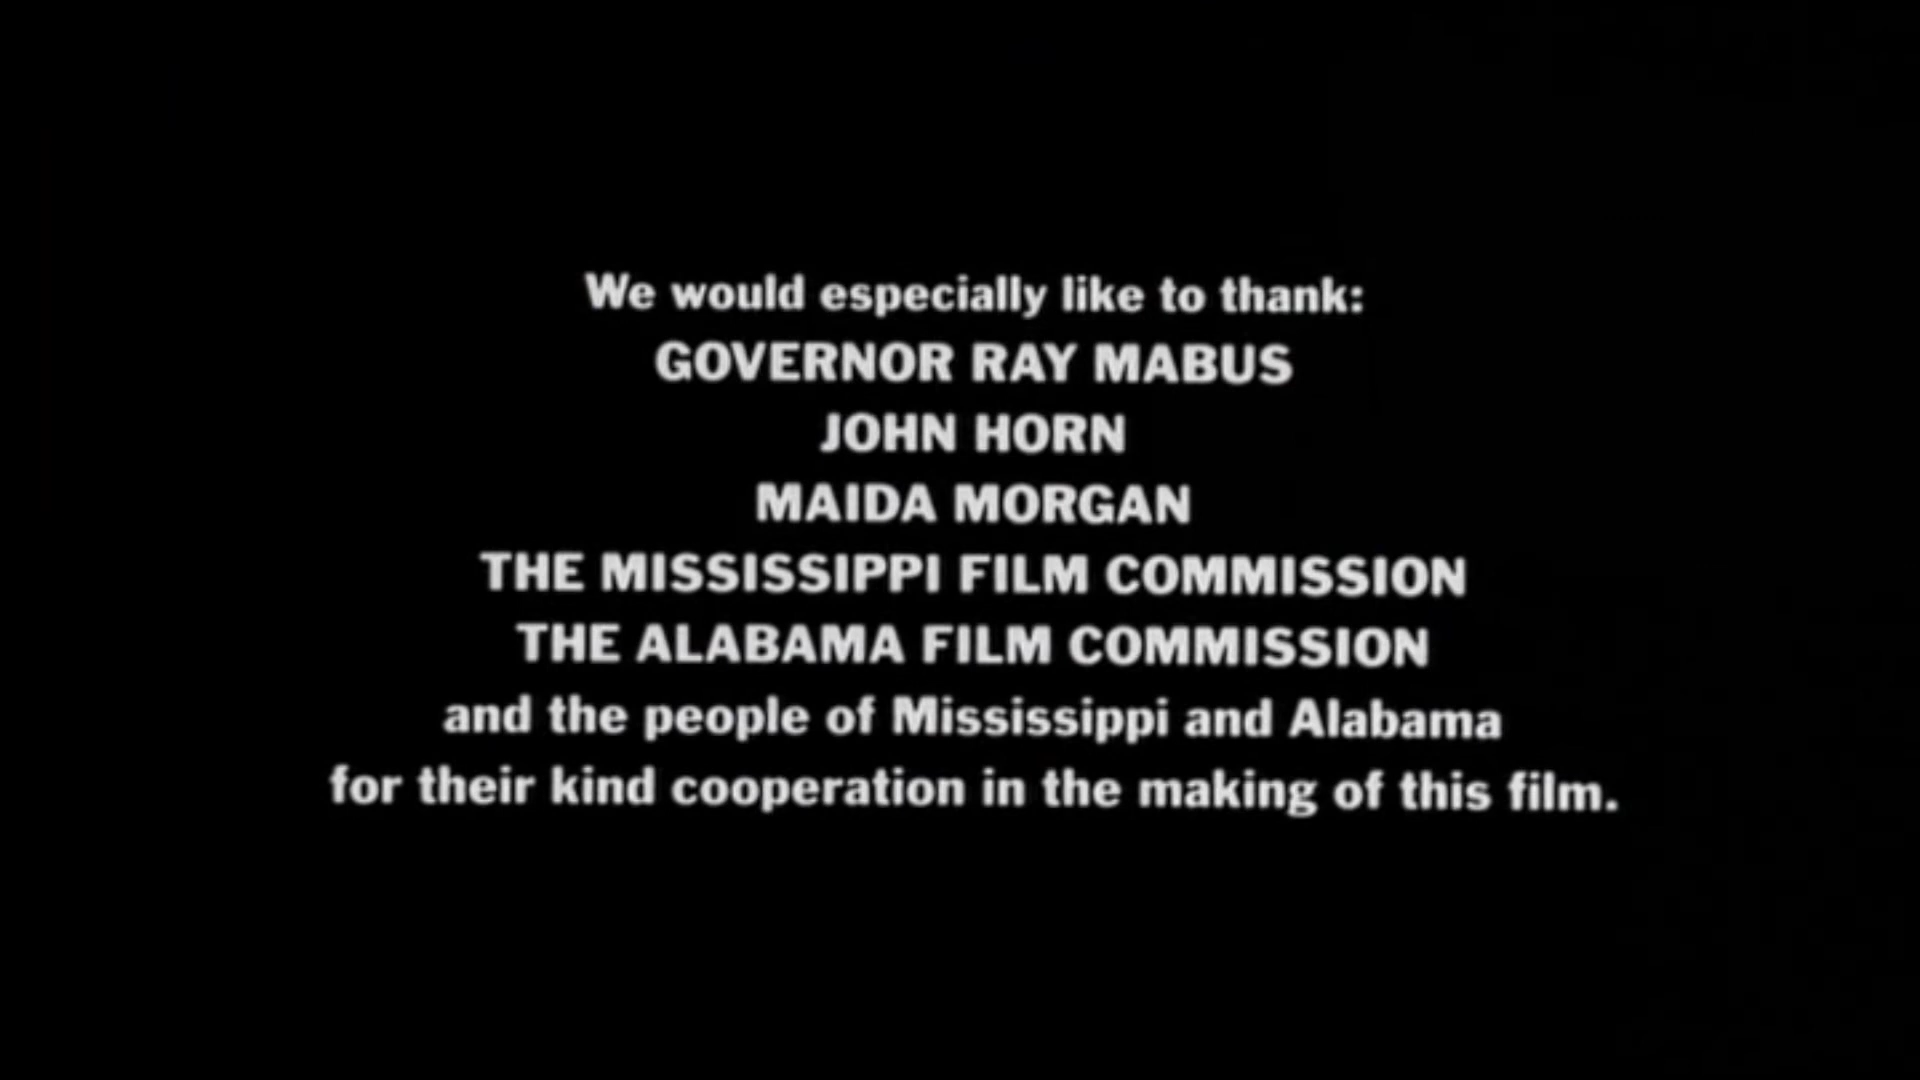 We would especially like to thank:
GOVERNOR RAY MABUS
JOHN HORN
MAIDA MORGAN
THE MISSISSIPPI FILM COMMISSION
THE ALABAMA FILM COMMISSION
and the people of Mississippi and Alabama
for their kind cooperation in the making of this film.